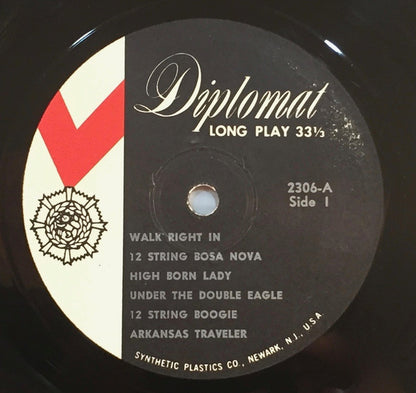 Diplomat
LONG PLAY 33⅓
2306-A
Side 1
WALK RIGHT IN
12 STRING BOSA NOVA
HIGH BORN LADY
UNDER THE DOUBLE EAGLE
12 STRING BOOGIE
ARKANSAS TRAVELER
SYNTHETIC PLASTICS CO., NEWARK, N.J., U.S.A.